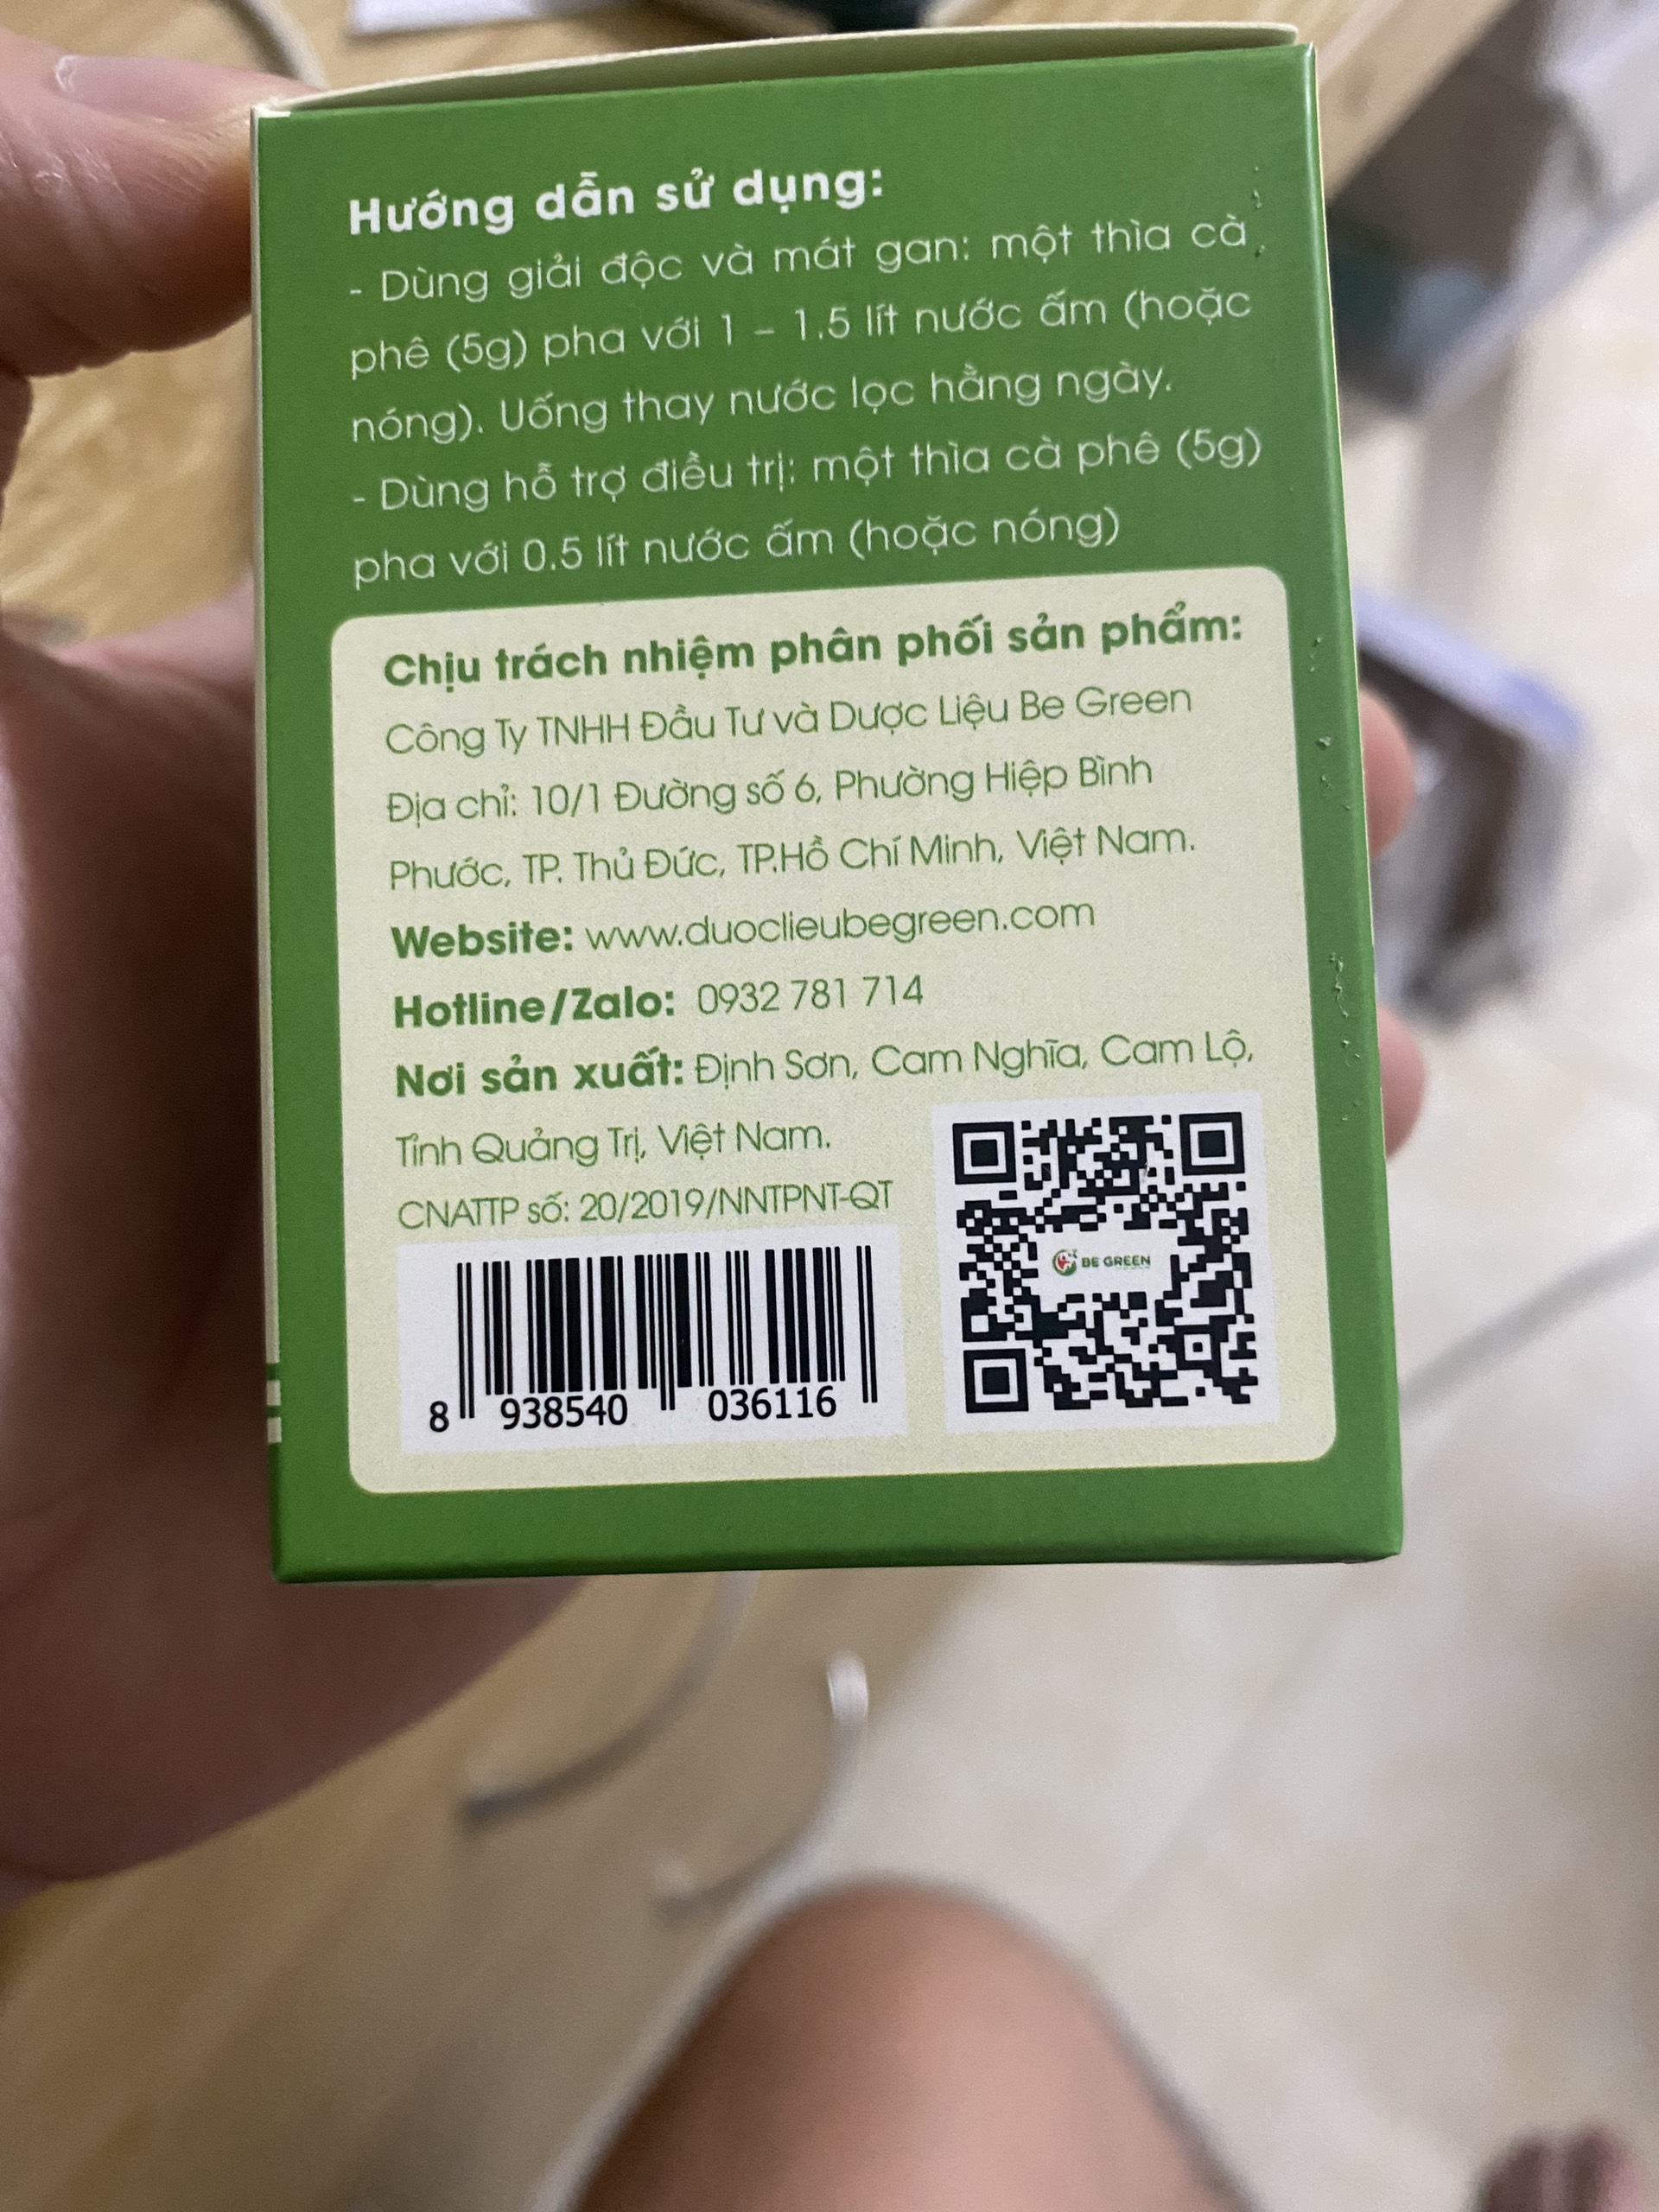 Hướng dẫn sử dụng:
- Dùng giải độc và mát gan: một thìa cà
phê (5g) pha với 1 – 1.5 lít nước ấm (hoặc
nóng). Uống thay nước lọc hằng ngày.
- Dùng hỗ trợ điều trị: một thìa cà phê (5g)
pha với 0.5 lít nước ấm (hoặc nóng)
Chịu trách nhiệm phân phối sản phẩm:
Công Ty TNHH Đầu Tư và Dược Liệu Be Green
Địa chỉ: 10/1 Đường số 6, Phường Hiệp Bình
Phước, TP. Thủ Đức, TP.Hồ Chí Minh, Việt Nam.
Website: www.duoclieubegreen.com
Hotline/Zalo: 0932 781 714
Nơi sản xuất: Định Sơn, Cam Nghĩa, Cam Lộ,
Tỉnh Quảng Trị, Việt Nam.
CNATTP số: 20/2019/NNTPNT-QT
BE GREEN
8 938540 036116